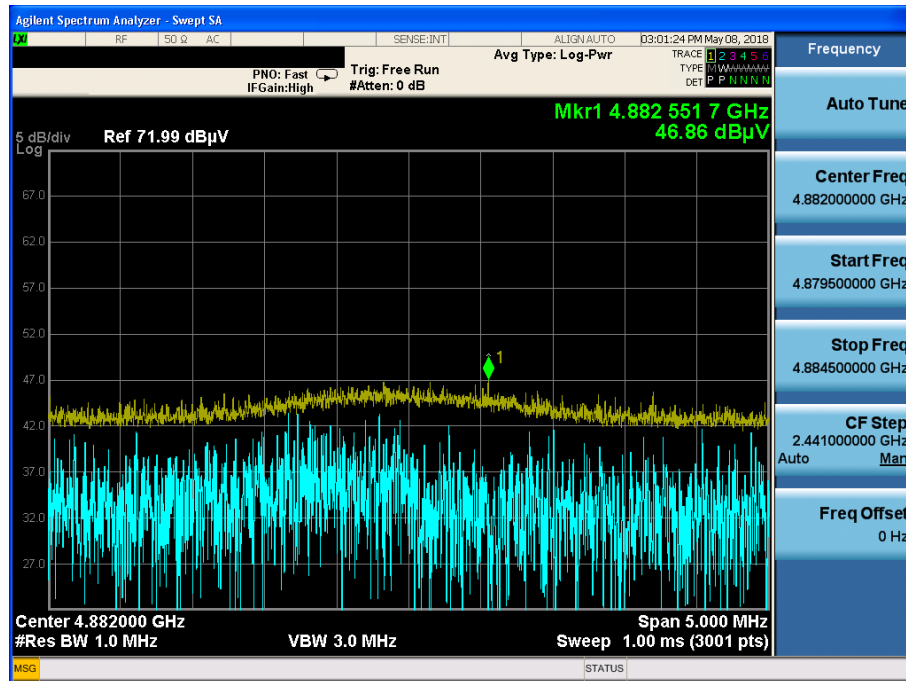 Agilent Spectrum Analyzer - Swept SA
LXI RF 50 Ω AC SENSE:INT ALIGN AUTO 03:01:24 PM May 08, 2018
Avg Type: Log-Pwr TRACE 1 2 3 4 5 6
PNO: Fast Trig: Free Run TYPE M WWWWW
IFGain:High #Atten: 0 dB DET P P N N N N
Mkr1 4.882 551 7 GHz
46.86 dBµV
5 dB/div Ref 71.99 dBµV
Log
67.0
62.0
57.0
52.0
1
47.0
42.0
37.0
32.0
27.0
Center 4.882000 GHz Span 5.000 MHz
#Res BW 1.0 MHz VBW 3.0 MHz Sweep 1.00 ms (3001 pts)
MSG STATUS
Frequency
Auto Tune
Center Freq
4.882000000 GHz
Start Freq
4.879500000 GHz
Stop Freq
4.884500000 GHz
CF Step
2.441000000 GHz
Auto Man
Freq Offset
0 Hz